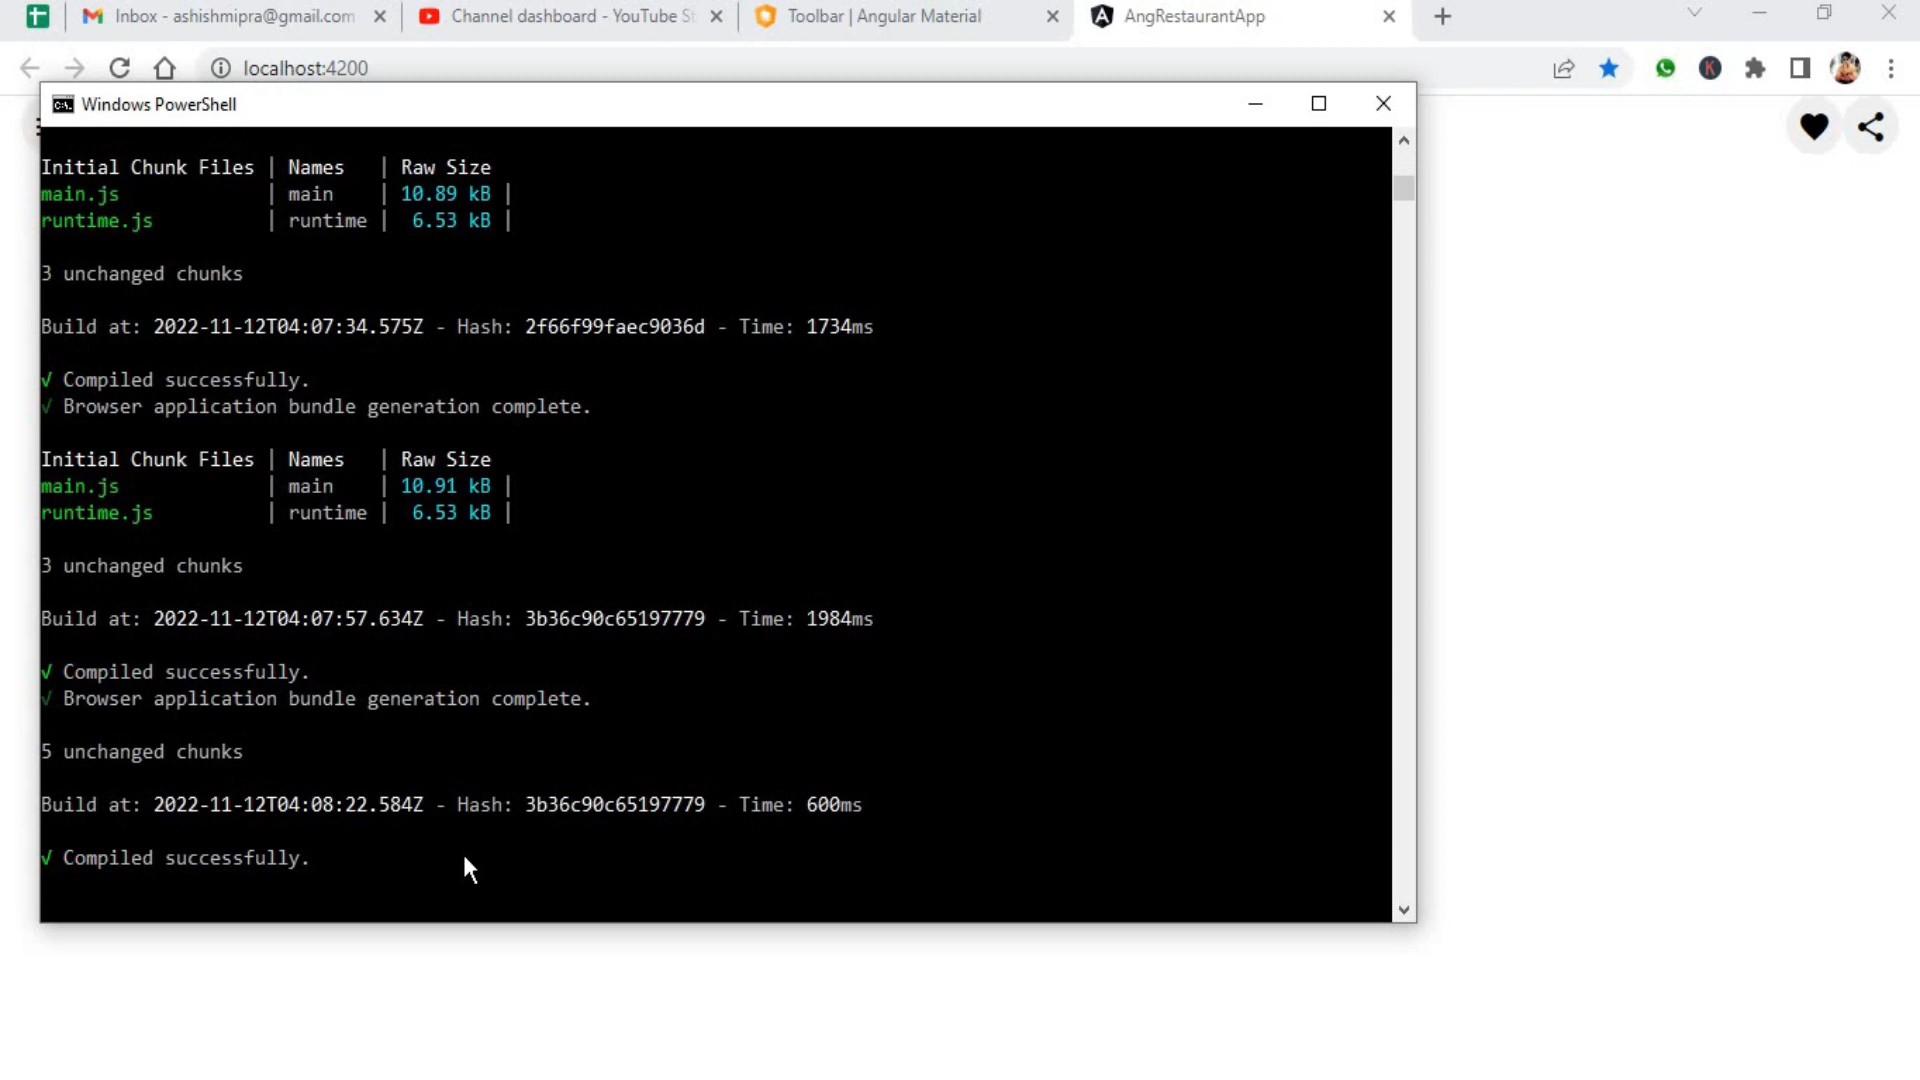 Inbox - ashishmipra@gmail.com
Channel dashboard - YouTube St
Toolbar | Angular Material
AngRestaurantApp
localhost:4200
K
Windows PowerShell
Initial Chunk Files | Names   | Raw Size
main.js             | main    | 10.89 kB |
runtime.js          | runtime |  6.53 kB |
3 unchanged chunks
Build at: 2022-11-12T04:07:34.575Z - Hash: 2f66f99faec9036d - Time: 1734ms
√ Compiled successfully.
√ Browser application bundle generation complete.
Initial Chunk Files | Names   | Raw Size
main.js             | main    | 10.91 kB |
runtime.js          | runtime |  6.53 kB |
3 unchanged chunks
Build at: 2022-11-12T04:07:57.634Z - Hash: 3b36c90c65197779 - Time: 1984ms
√ Compiled successfully.
√ Browser application bundle generation complete.
5 unchanged chunks
Build at: 2022-11-12T04:08:22.584Z - Hash: 3b36c90c65197779 - Time: 600ms
√ Compiled successfully.